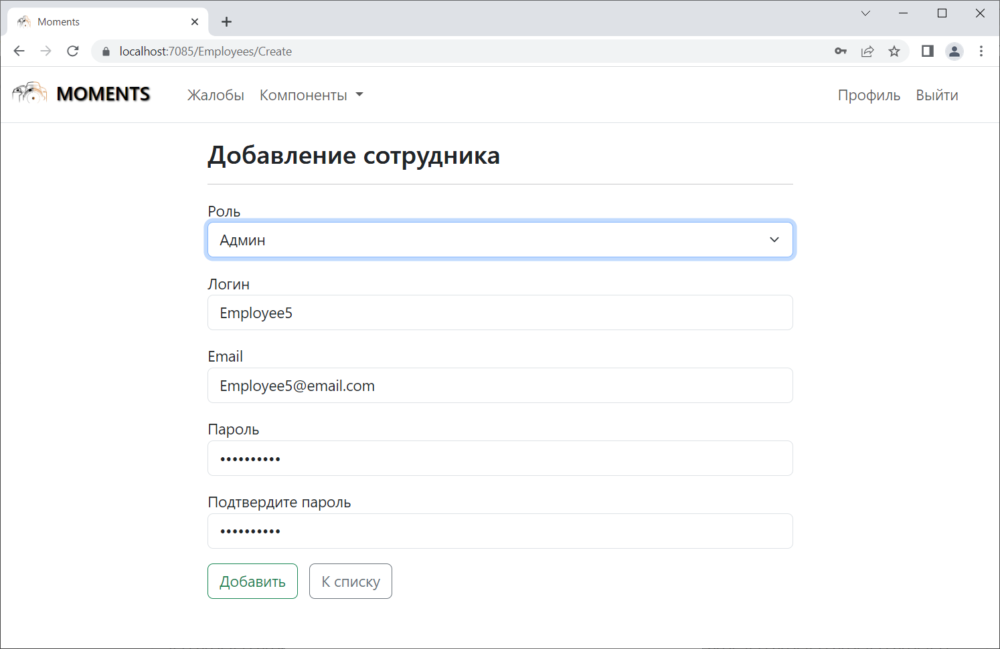 Moments
localhost:7085/Employees/Create
MOMENTS Жалобы Компоненты Профиль Выйти
Добавление сотрудника
Роль
Админ
Логин
Employee5
Email
Employee5@email.com
Пароль
••••••••••
Подтвердите пароль
••••••••••
Добавить К списку